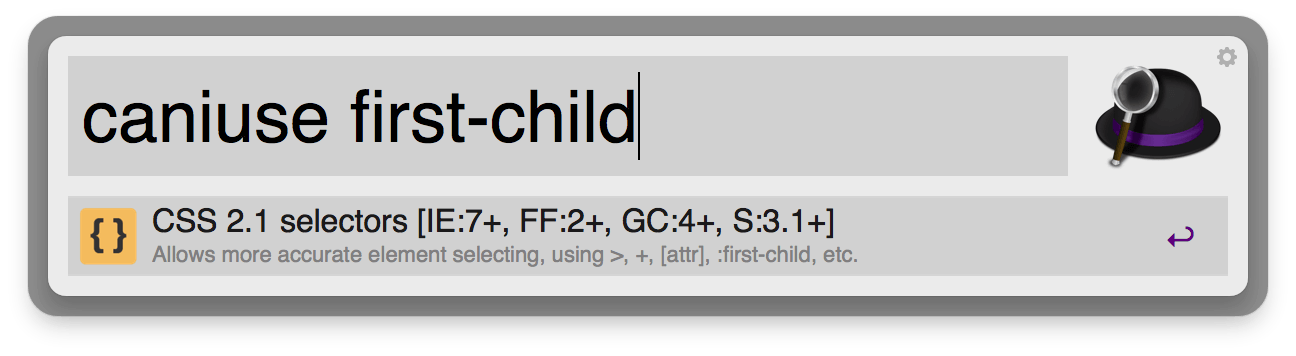 caniuse first-child
{ }
CSS 2.1 selectors [IE:7+, FF:2+, GC:4+, S:3.1+]
Allows more accurate element selecting, using >, +, [attr], :first-child, etc.